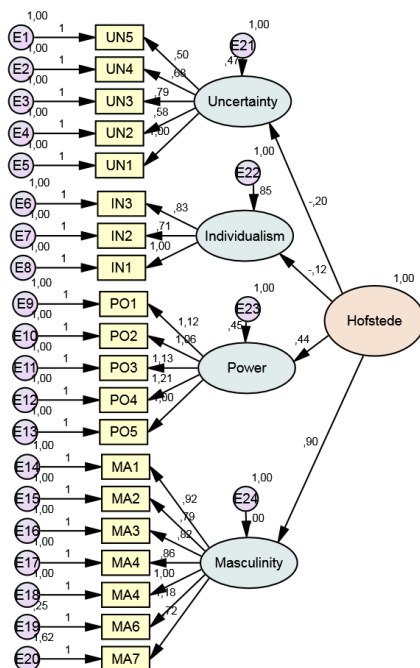 1,00
E1 1 UN5
1,00
E2 1 UN4
1,00
E3 1 UN3
1,00
E4 1 UN2
1,00
E5 1 UN1
,50
,68
,79
,58
1,00
1,00
E21
,47
Uncertainty
1,00
E6 1 IN3
1,00
E7 1 IN2
1,00
E8 1 IN1
,83
,71
1,00
1,00
E22
,85
Individualism
1,00
E9 1 PO1
1,00
E10 1 PO2
1,00
E11 1 PO3
1,00
E12 1 PO4
1,00
E13 1 PO5
1,12
1,06
1,13
1,21
1,00
1,00
E23
,45
Power
1,00
E14 1 MA1
1,00
E15 1 MA2
1,00
E16 1 MA3
1,00
E17 1 MA4
1,00
E18 1 MA4
,25
E19 1 MA6
1,62
E20 1 MA7
,92
,79
,82
,86
1,00
1,18
,72
1,00
E24
,00
Masculinity
-,20
-,12
,44
,90
1,00
Hofstede